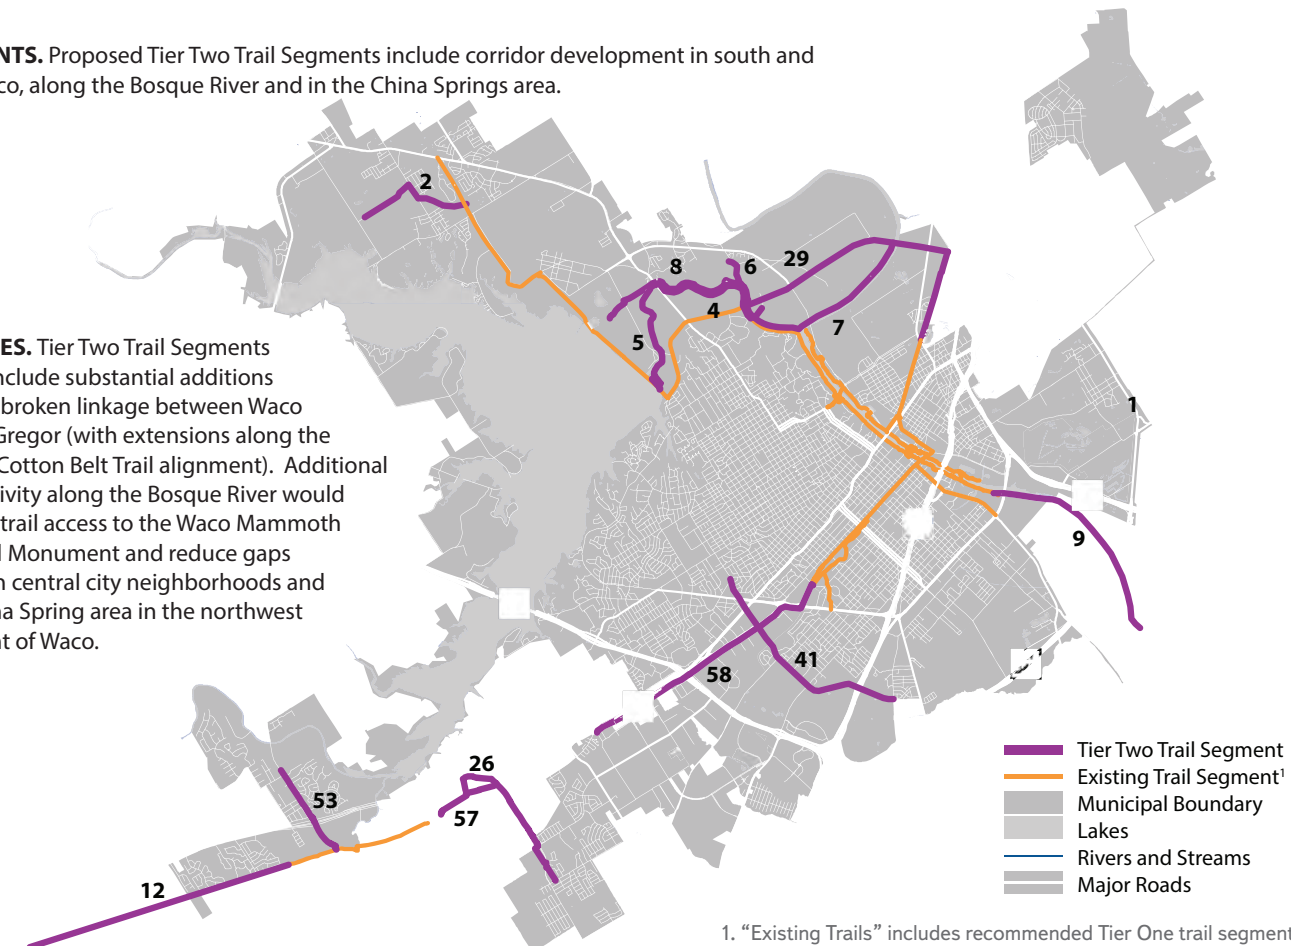 NTS. Proposed Tier Two Trail Segments include corridor development in south and
co, along the Bosque River and in the China Springs area.
2
8
6
29
4
7
5
ES. Tier Two Trail Segments
nclude substantial additions
broken linkage between Waco
Gregor (with extensions along the
Cotton Belt Trail alignment). Additional
ivity along the Bosque River would
trail access to the Waco Mammoth
l Monument and reduce gaps
n central city neighborhoods and
na Spring area in the northwest
nt of Waco.
1
9
41
58
26
57
53
12
Tier Two Trail Segment
Existing Trail Segment¹
Municipal Boundary
Lakes
Rivers and Streams
Major Roads
1. “Existing Trails” includes recommended Tier One trail segment